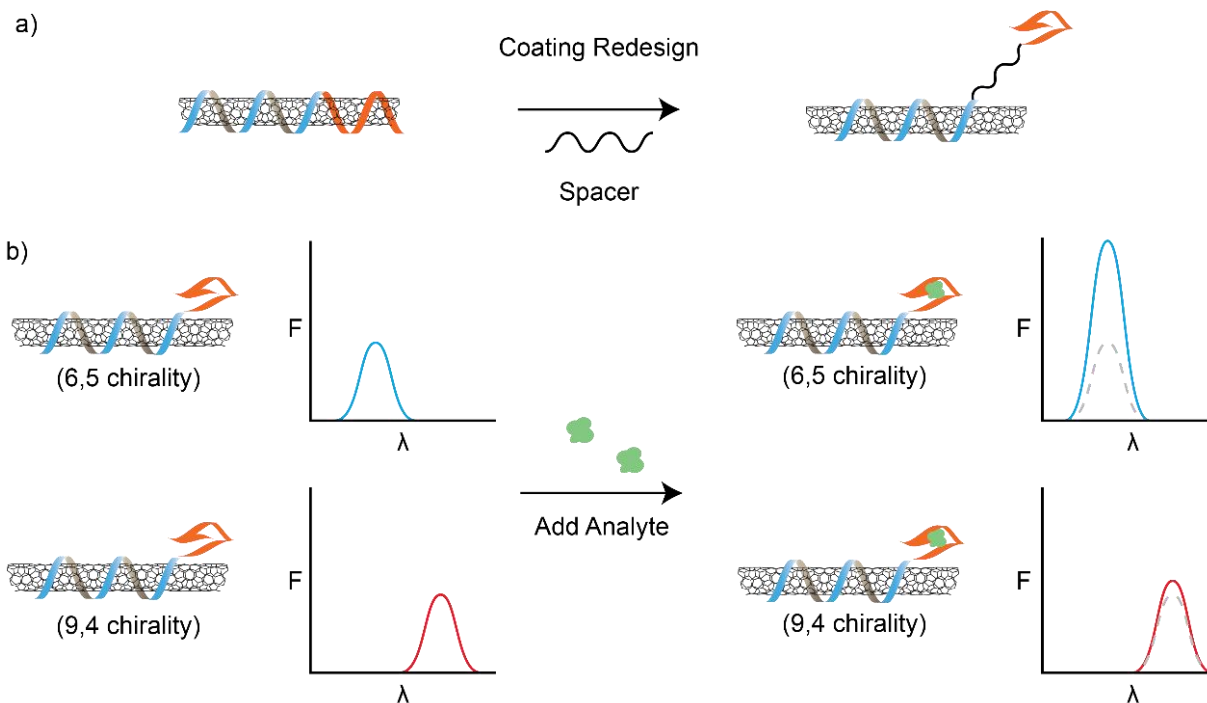 a)
Coating Redesign
Spacer
b)
F
λ
(6,5 chirality)
F
λ
(6,5 chirality)
Add Analyte
F
λ
(9,4 chirality)
F
λ
(9,4 chirality)